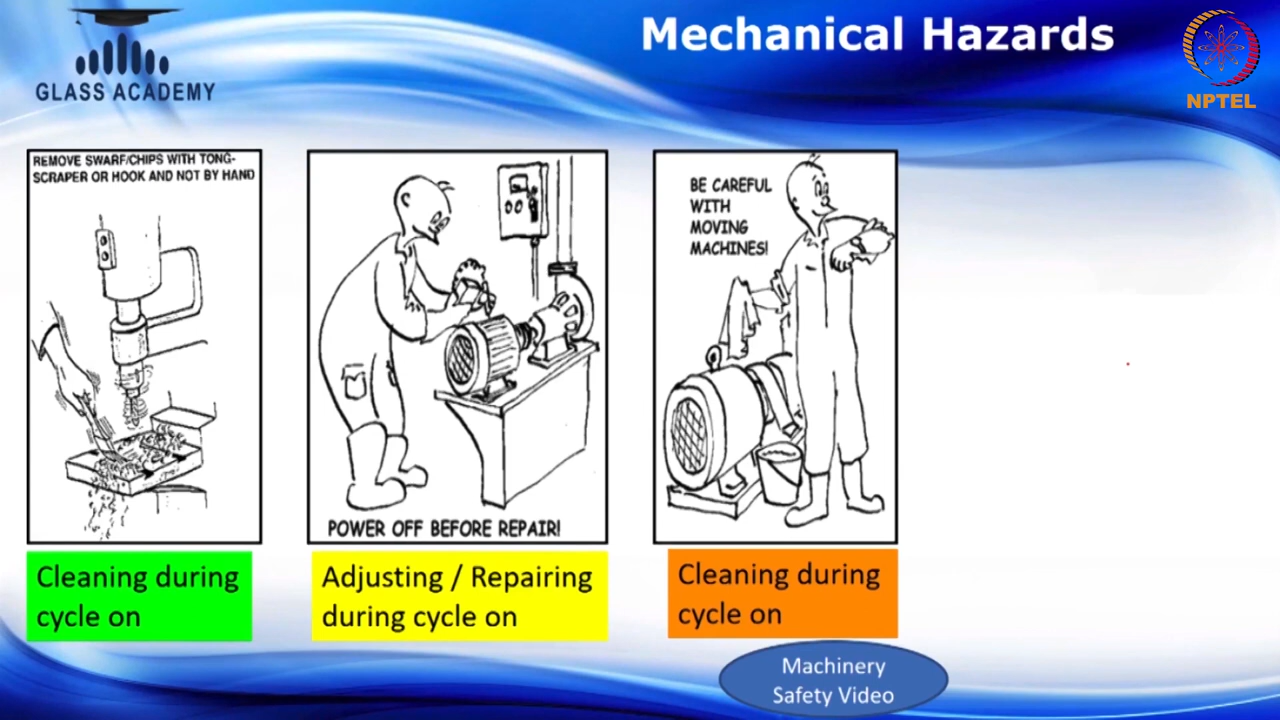 Mechanical Hazards
GLASS ACADEMY
NPTEL
REMOVE SWARF/CHIPS WITH TONG-
SCRAPER OR HOOK AND NOT BY HAND
POWER OFF BEFORE REPAIR!
BE CAREFUL
WITH
MOVING
MACHINES!
Cleaning during
cycle on
Adjusting / Repairing
during cycle on
Cleaning during
cycle on
Machinery
Safety Video